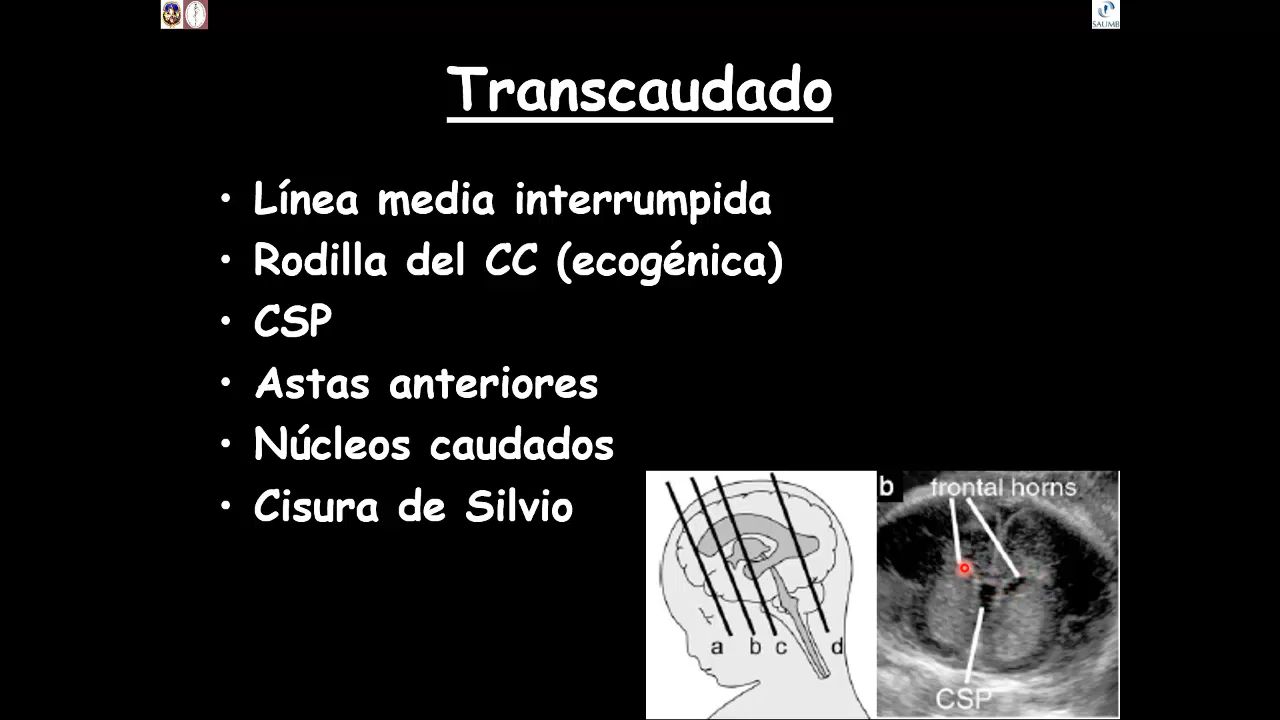 SAUMB
Transcaudado
• Línea media interrumpida
• Rodilla del CC (ecogénica)
• CSP
• Astas anteriores
• Núcleos caudados
• Cisura de Silvio
a b c d
b frontal horns
CSP